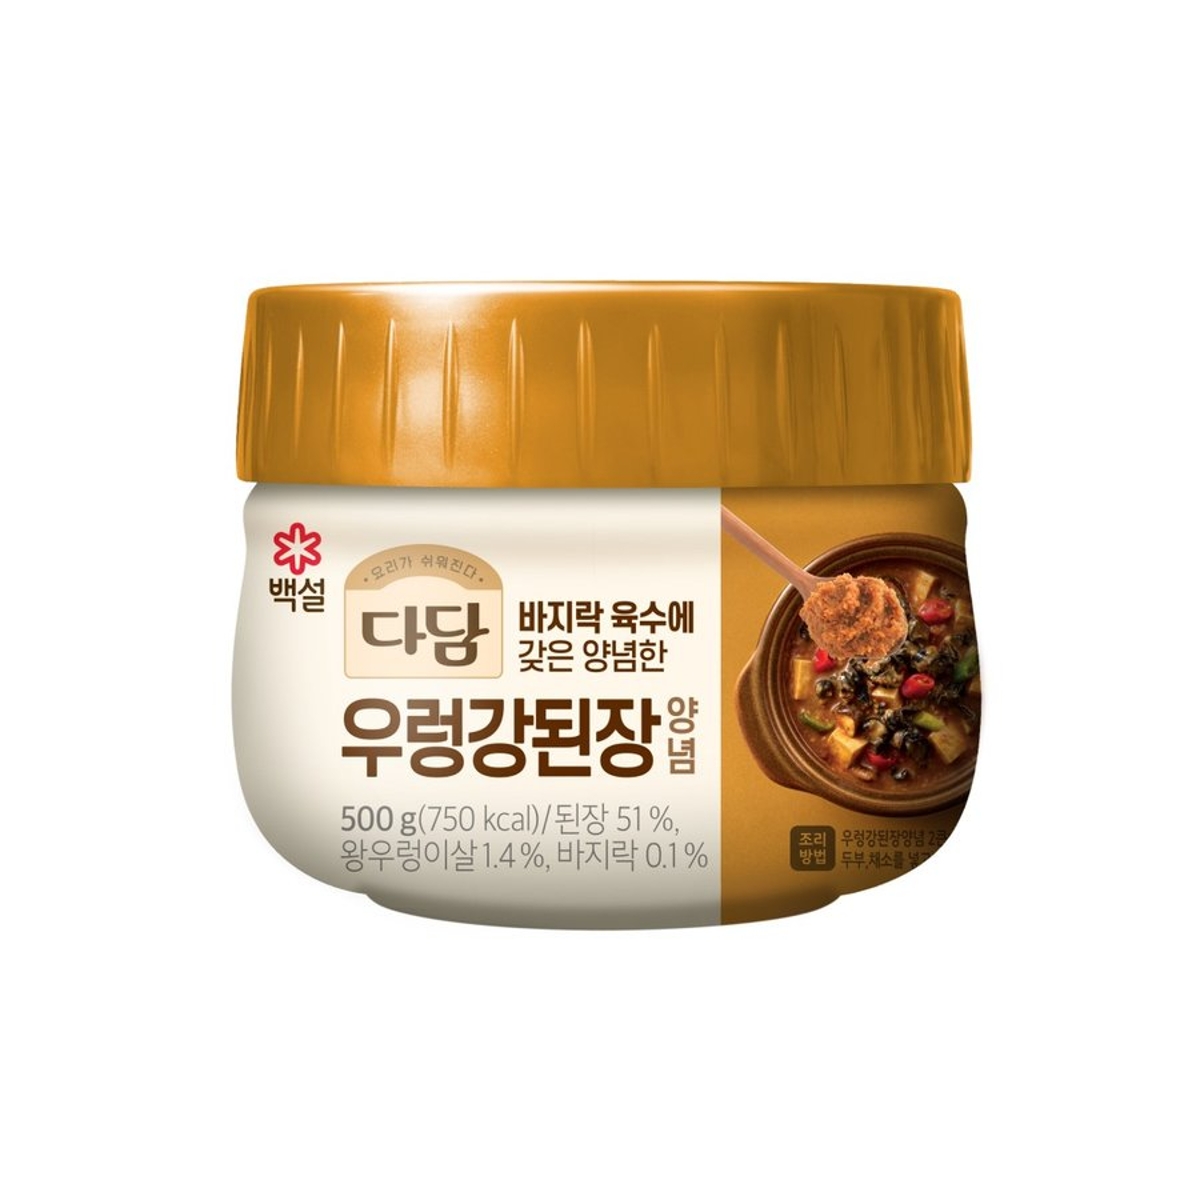 백설
·요리가 쉬워진다·
다담
바지락 육수에
갖은 양념한
우렁강된장
양념
500 g(750 kcal)/된장 51%,
왕우렁이살1.4%, 바지락 0.1%
조리
방법
우렁강된장양념
두부,채소를